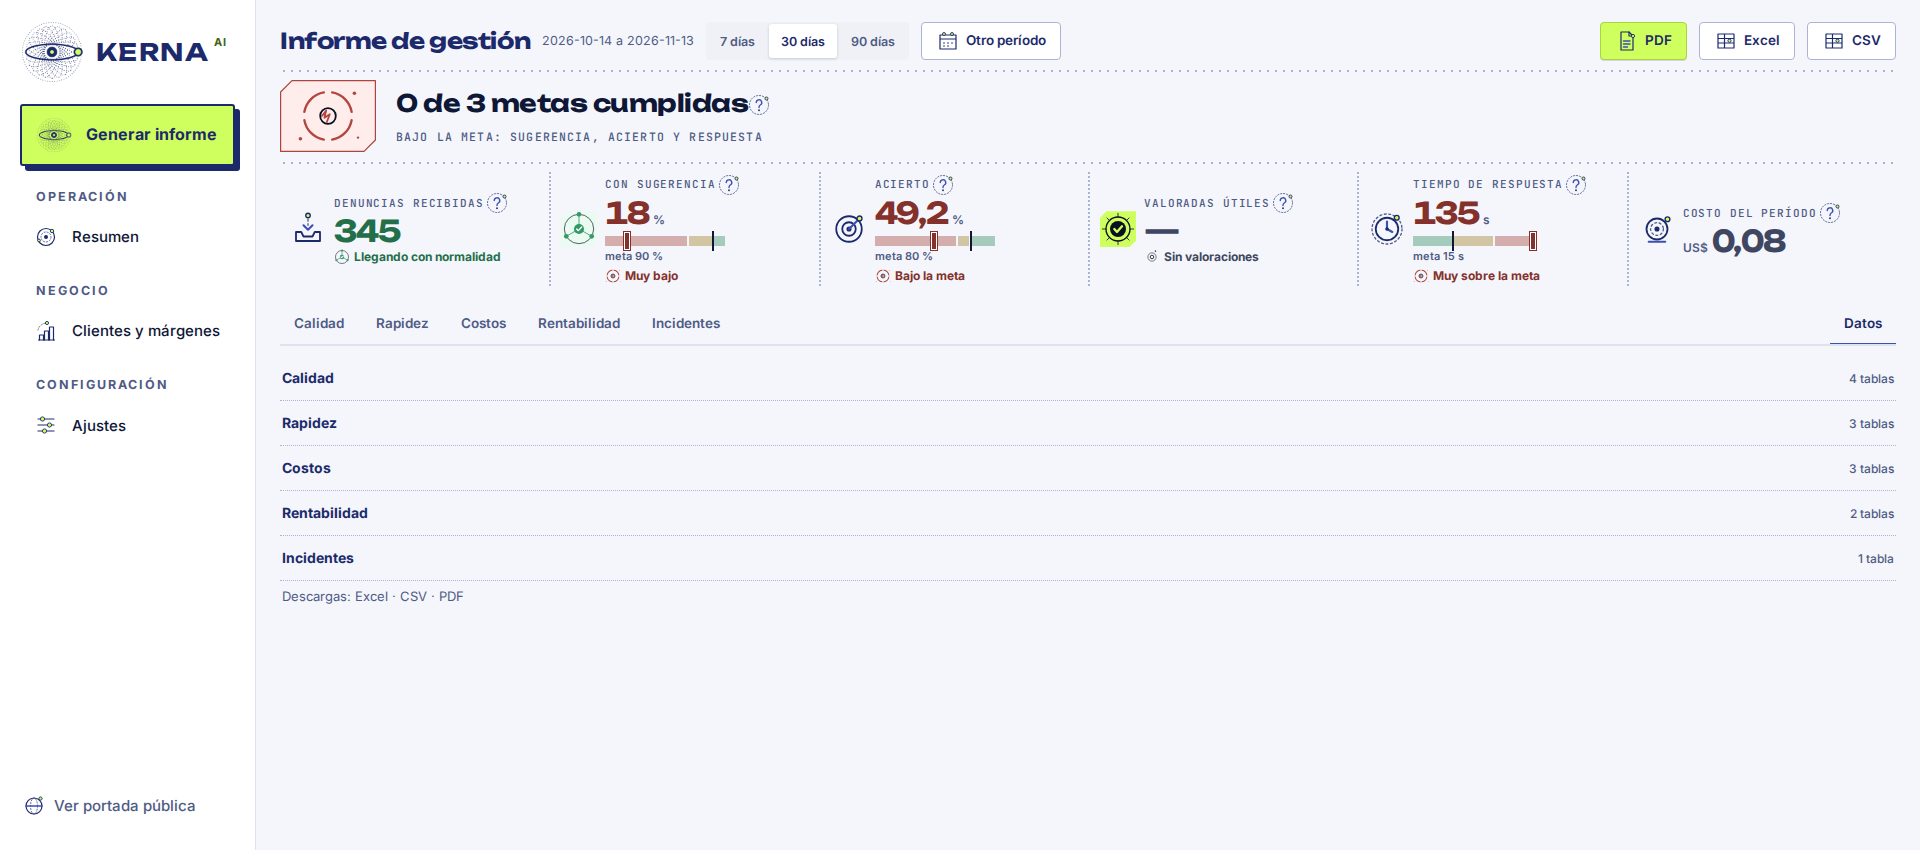 KERNA AI
Generar informe
OPERACIÓN
Resumen
NEGOCIO
Clientes y márgenes
CONFIGURACIÓN
Ajustes
Ver portada pública
Informe de gestión 2026-10-14 a 2026-11-13 7 días 30 días 90 días Otro período PDF Excel CSV
0 de 3 metas cumplidas ?
BAJO LA META: SUGERENCIA, ACIERTO Y RESPUESTA
DENUNCIAS RECIBIDAS ?
345
Llegando con normalidad
CON SUGERENCIA ?
18 %
meta 90 %
Muy bajo
ACIERTO ?
49,2 %
meta 80 %
Bajo la meta
VALORADAS ÚTILES ?
—
Sin valoraciones
TIEMPO DE RESPUESTA ?
135 s
meta 15 s
Muy sobre la meta
COSTO DEL PERÍODO ?
US$ 0,08
Calidad Rapidez Costos Rentabilidad Incidentes Datos
Calidad 4 tablas
Rapidez 3 tablas
Costos 3 tablas
Rentabilidad 2 tablas
Incidentes 1 tabla
Descargas: Excel · CSV · PDF